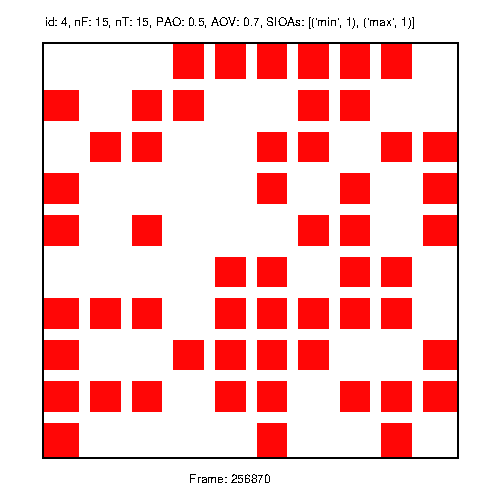 id: 4, nF: 15, nT: 15, PAO: 0.5, AOV: 0.7, SIOAs: [('min', 1), ('max', 1)]
Frame: 256870